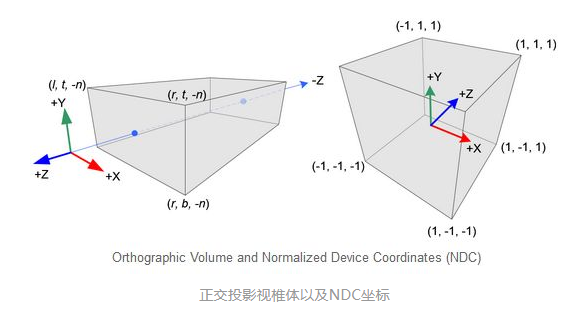 (-1, 1, 1)
(1, 1, 1)
-Z
(l, t, -n)
(r, t, -n)
+Y
+Y
+Z
+X
(1, -1, 1)
(-1, -1, -1)
+Z
+X
(r, b, -n)
(1, -1, -1)
Orthographic Volume and Normalized Device Coordinates (NDC)
正交投影视椎体以及NDC坐标